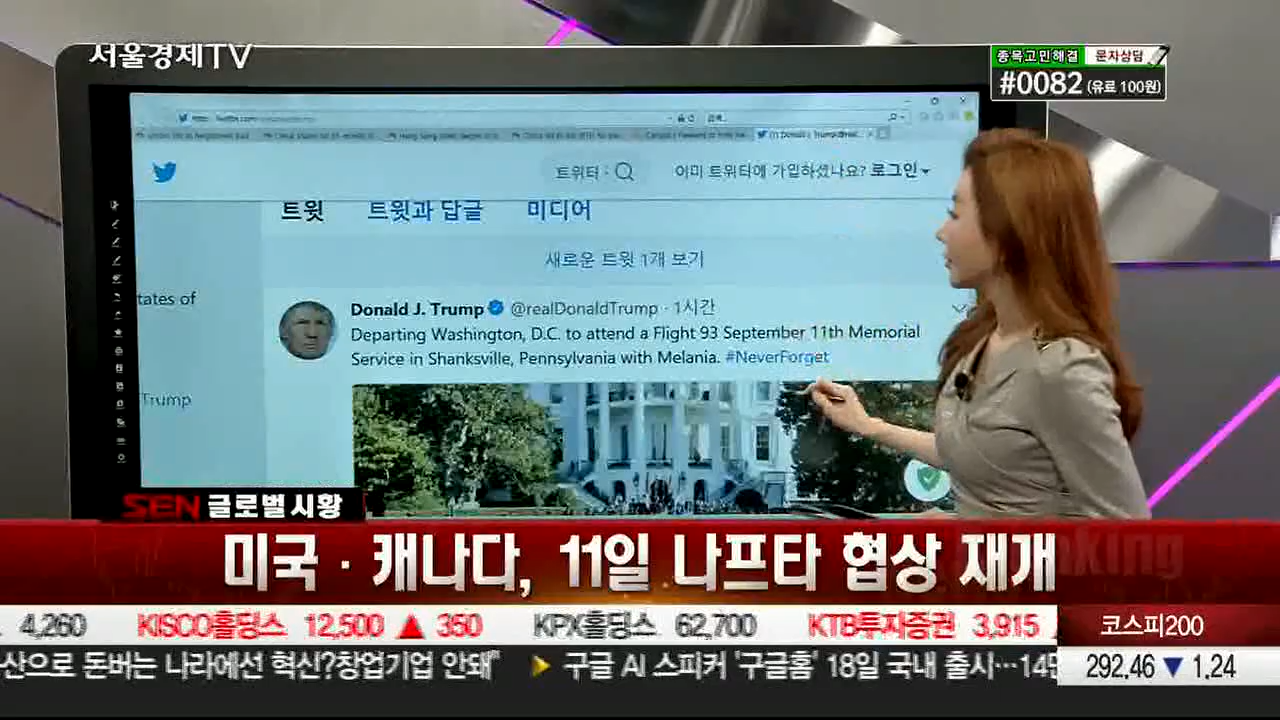 서울경제TV
종목고민해결 문자상담
#0082 (유료 100원)
트위터 :
이미 트위터에 가입하셨나요? 로그인
트윗 트윗과 답글 미디어
새로운 트윗 1개 보기
tates of
Trump
Donald J. Trump @realDonaldTrump · 1시간
Departing Washington, D.C. to attend a Flight 93 September 11th Memorial
Service in Shanksville, Pennsylvania with Melania. #NeverForget
SEN 글로벌시황
미국 · 캐나다, 11일 나프타 협상 재개
4,260 KISCO홀딩스 12,500 ▲ 350 KPX홀딩스 62,700 KTB투자증권 3,915
코스피200
산으로 돈버는 나라에선 혁신?창업기업 안돼" ▶ 구글 AI 스피커 '구글홈' 18일 국내 출시…14
292.46 ▼ 1.24